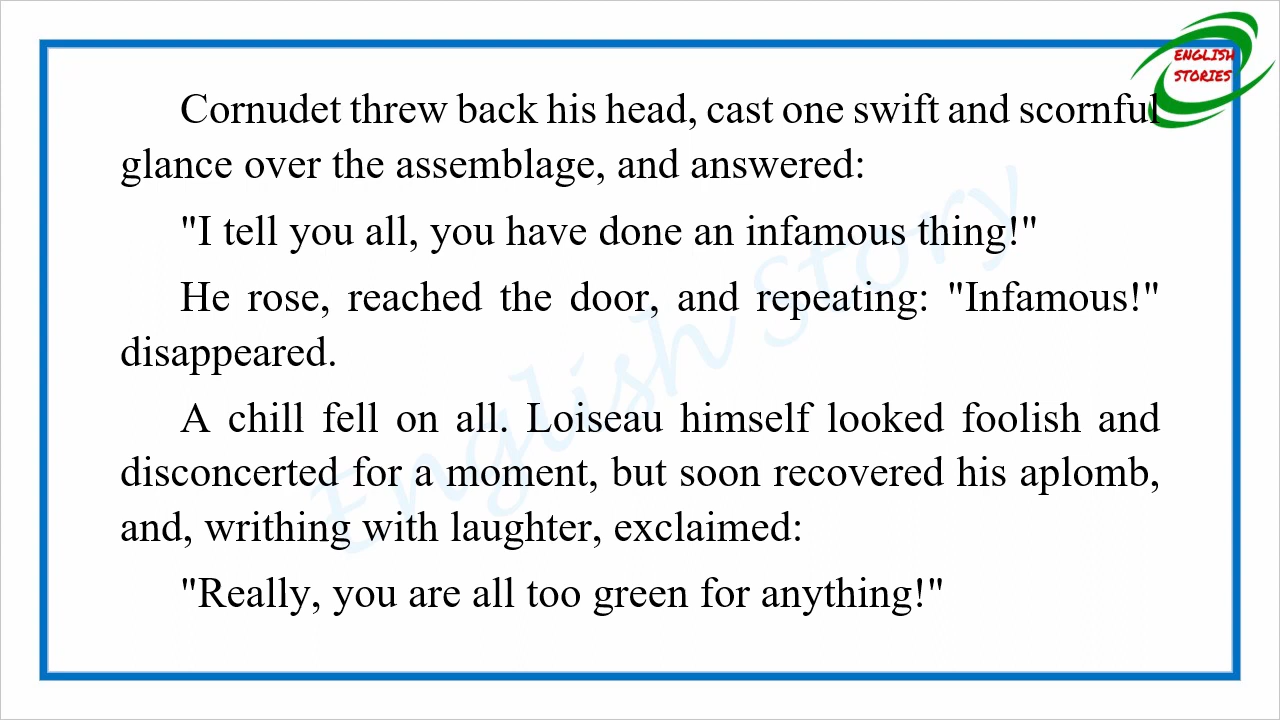 ENGLISH
STORIES
Cornudet threw back his head, cast one swift and scornful
glance over the assemblage, and answered:
"I tell you all, you have done an infamous thing!"
He rose, reached the door, and repeating: "Infamous!"
disappeared.
A chill fell on all. Loiseau himself looked foolish and
disconcerted for a moment, but soon recovered his aplomb,
and, writhing with laughter, exclaimed:
"Really, you are all too green for anything!"
English Story